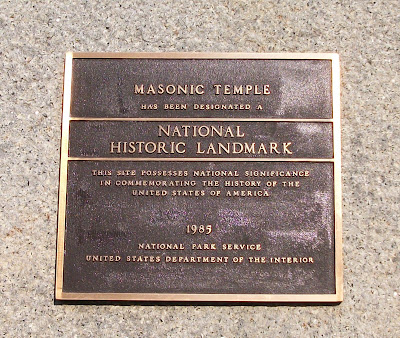 MASONIC TEMPLE
HAS BEEN DESIGNATED A
NATIONAL
HISTORIC LANDMARK
THIS SITE POSSESSES NATIONAL SIGNIFICANCE
IN COMMEMORATING THE HISTORY OF THE
UNITED STATES OF AMERICA
1985
NATIONAL PARK SERVICE
UNITED STATES DEPARTMENT OF THE INTERIOR